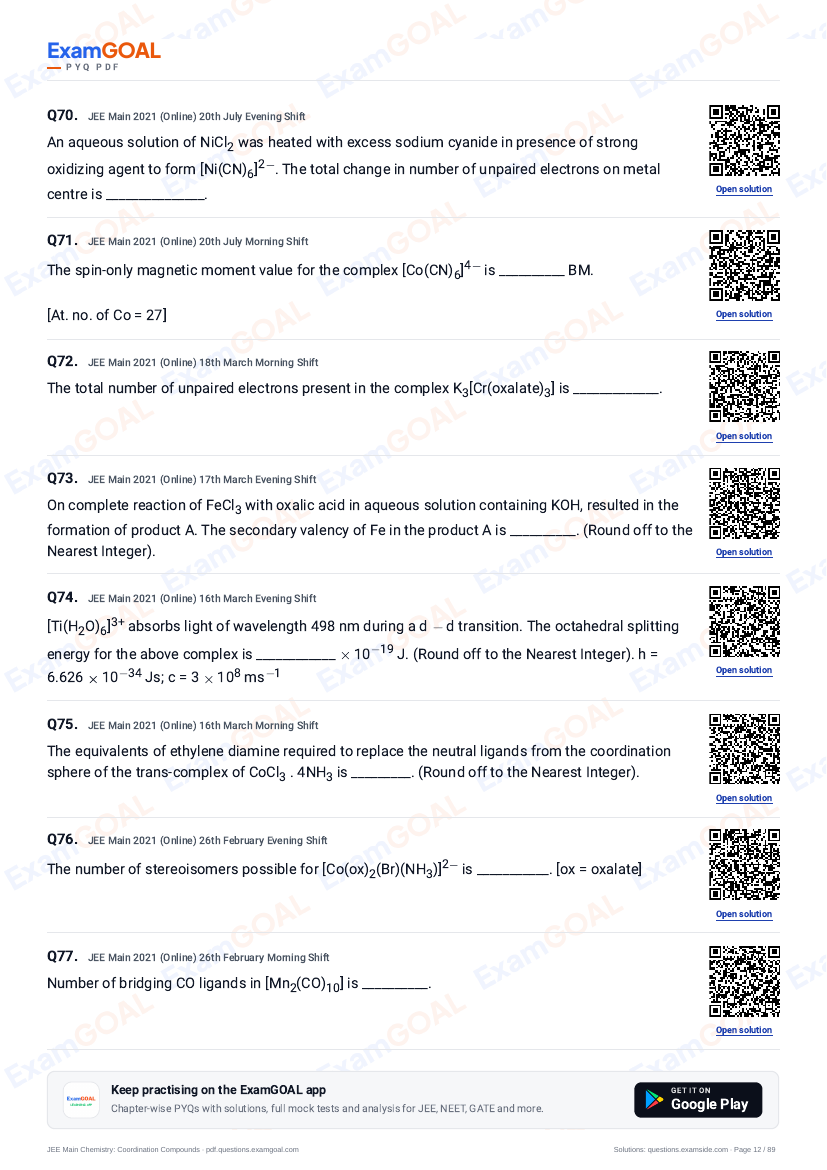 ExamGOAL
PYQ PDF
Q70. JEE Main 2021 (Online) 20th July Evening Shift
An aqueous solution of NiCl₂ was heated with excess sodium cyanide in presence of strong
oxidizing agent to form [Ni(CN)₆]²⁻. The total change in number of unpaired electrons on metal
centre is _______________.
Open solution
Q71. JEE Main 2021 (Online) 20th July Morning Shift
The spin-only magnetic moment value for the complex [Co(CN)₆]⁴⁻ is __________ BM.
[At. no. of Co = 27]
Open solution
Q72. JEE Main 2021 (Online) 18th March Morning Shift
The total number of unpaired electrons present in the complex K₃[Cr(oxalate)₃] is _____________.
Open solution
Q73. JEE Main 2021 (Online) 17th March Evening Shift
On complete reaction of FeCl₃ with oxalic acid in aqueous solution containing KOH, resulted in the
formation of product A. The secondary valency of Fe in the product A is __________. (Round off to the
Nearest Integer).
Open solution
Q74. JEE Main 2021 (Online) 16th March Evening Shift
[Ti(H₂O)₆]³⁺ absorbs light of wavelength 498 nm during a d − d transition. The octahedral splitting
energy for the above complex is ____________ × 10⁻¹⁹ J. (Round off to the Nearest Integer). h =
6.626 × 10⁻³⁴ Js; c = 3 × 10⁸ ms⁻¹
Open solution
Q75. JEE Main 2021 (Online) 16th March Morning Shift
The equivalents of ethylene diamine required to replace the neutral ligands from the coordination
sphere of the trans-complex of CoCl₃ . 4NH₃ is _________. (Round off to the Nearest Integer).
Open solution
Q76. JEE Main 2021 (Online) 26th February Evening Shift
The number of stereoisomers possible for [Co(ox)₂(Br)(NH₃)]²⁻ is ___________. [ox = oxalate]
Open solution
Q77. JEE Main 2021 (Online) 26th February Morning Shift
Number of bridging CO ligands in [Mn₂(CO)₁₀] is __________.
Open solution
ExamGOAL
Keep practising on the ExamGOAL app
Chapter-wise PYQs with solutions, full mock tests and analysis for JEE, NEET, GATE and more.
GET IT ON
Google Play
JEE Main Chemistry: Coordination Compounds · pdf.questions.examgoal.com
Solutions: questions.examside.com · Page 12 / 89